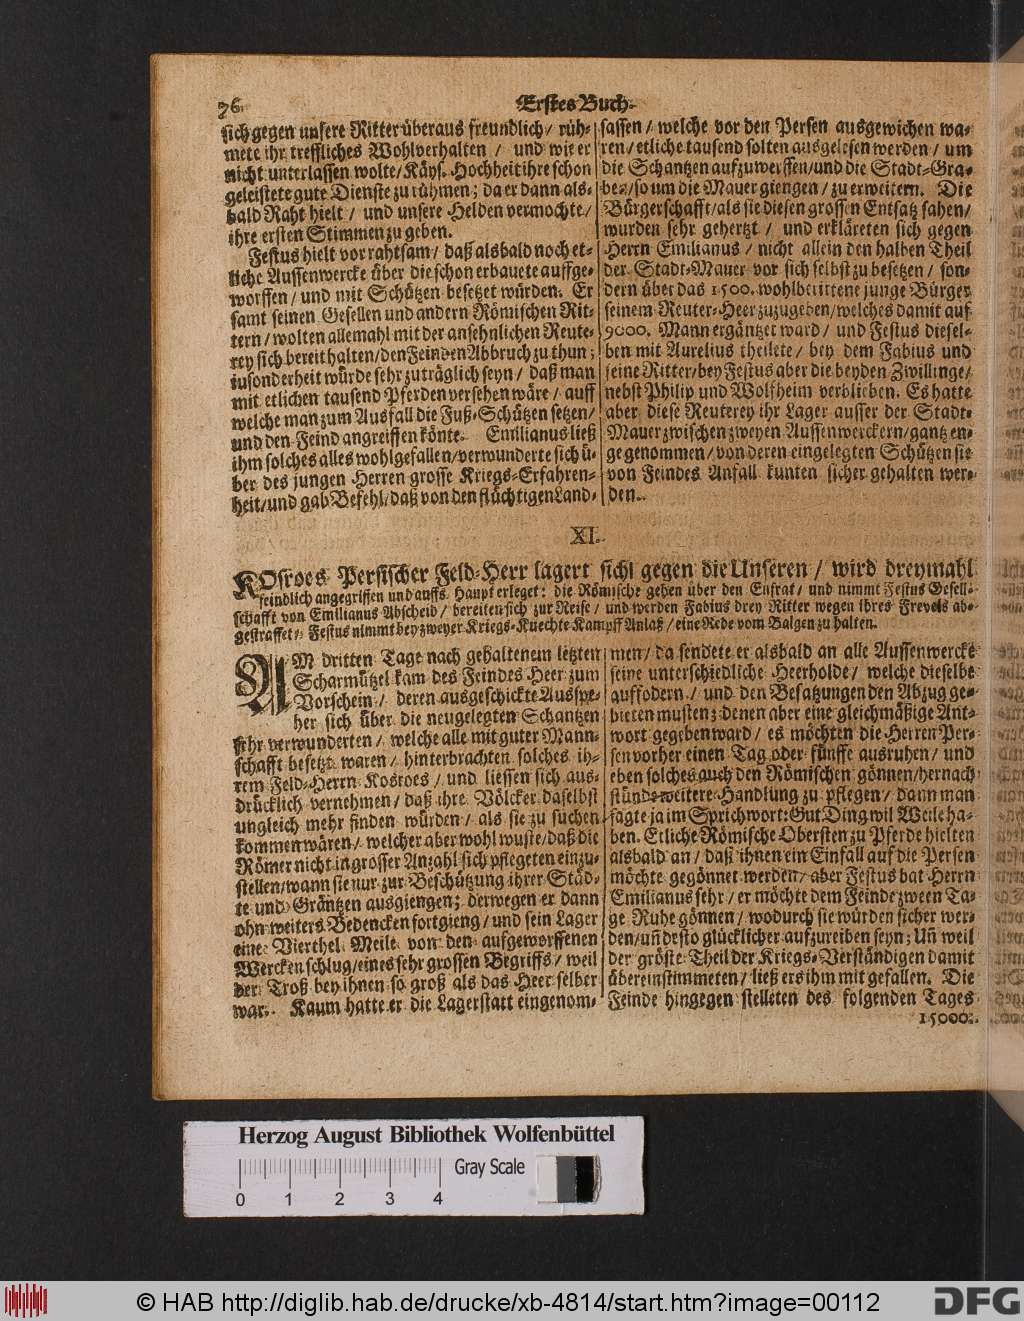 76
Erstes Buch.
sich gegen unsere Ritter überaus freundlich / rüh-
mete ihr treffliches Wohlverhalten / und wie er
nicht unterlassen wolte / Käys. Hochheit ihre schon
geleistete gute Dienste zu rühmen; da er dann als-
bald Raht hielt / und unsere Helden vermochte /
ihre ersten Stimmen zu geben.
Festus hielt vor rahtsam / daß alsbald noch et-
liche Aussenwercke über die schon erbauete auffge-
worffen / und mit Schützen besetzet würden. Er
samt seinen Gesellen und andern Römischen Rit-
tern / wolten allemahl mit der ansehnlichen Reute-
rey sich bereit halten / den Feinden Abbruch zu thun;
insonderheit würde sehr zuträglich seyn / daß man
mit etlichen tausend Pferden versehen wäre / auff
welche man zum Ausfall die Fuß-Schützen setzen /
und den Feind angreiffen könte. Emilianus ließ
ihm solches alles wohlgefallen / verwunderte sich ü-
ber des jungen Herren grosse Kriegs-Erfahren-
heit / und gab Befehl / daß von den flüchtigen Land-
sassen / welche vor den Persen ausgewichen wa-
ren / etliche tausend solten ausgelesen werden / um
die Schantzen aufzuwerffen / und die Stadt-Gra-
ben / so um die Mauer giengen / zu erweitern. Die
Bürgerschafft / als sie diesen grossen Entsatz sahen /
wurden sehr gehertzt / und erkläreten sich gegen
Herrn Emilianus / nicht allein den halben Theil
der Stadt-Mauer vor sich selbst zu besetzen / son-
dern über das 1500. wohlberittene junge Bürger
seinem Reuter-Heer zuzugeben / welches damit auf
9000. Mann ergäntzet ward / und Festus diesel-
ben mit Aurelius theilete / bey dem Fabius und
seine Ritter / bey Festus aber die beyden Zwillinge /
nebst Philip und Wolfheim verblieben. Es hatte
aber diese Reuterey ihr Lager ausser der Stadt-
Mauer zwischen zweyen Aussenwerckern / gantz en-
ge genommen / von deren eingelegten Schützen sie
von Feindes Anfall kunten sicher gehalten wer-
den.
XI.
KOsroes Persischer Feld-Herr lagert sich gegen die Unseren / wird dreymahl
feindlich angegriffen und auffs Haupt erleget: die Römische gehen über den Eufrat / und nimmt Festus Gesell-
schafft von Emilianus Abscheid / bereiten sich zur Reise / und werden Fabius drey Ritter wegen ihres Frevels abe-
gestraffet: Festus nimmt bey zweyer Kriegs-Knechte Kampff Anlaß / eine Rede vom Balgen zu halten.
AM dritten Tage nach gehaltenem letzten
Scharmützel kam des Feindes Heer zum
Vorschein / deren ausgeschickte Ausspe-
her sich über die neugelegten Schantzen
sehr verwunderten / welche alle mit guter Mann-
schafft besetzt waren / hinterbrachten solches ih-
rem Feld-Herrn Kosroes / und liessen sich aus-
drücklich vernehmen / daß ihre Völcker daselbst
ungleich mehr finden würden / als sie zu suchen
kommen wären / welcher aber wohl wuste / daß die
Römer nicht in grosser Anzahl sich pflegeten einzu-
stellen / wann sie nur zur Beschützung ihrer Städ-
te und Gräntzen ausgiengen; derwegen er dann
ohn weiters Bedencken fortgieng / und sein Lager
eine Vierthel Meile von den aufgeworffenen
Wercken schlug / eines sehr grossen Begriffs / weil
der Troß bey ihnen so groß als das Heer selber
war. Kaum hatte er die Lagerstatt eingenom-
men / da sendete er alsbald an alle Aussenwercke
seine unterschiedliche Heerholde / welche dieselbe
auffodern / und den Besatzungen den Abzug ge-
bieten musten; denen aber eine gleichmäßige Ant-
wort gegeben ward / es möchten die Herren Per-
sen vorher einen Tag oder fünffe ausruhen / und
eben solches auch den Römischen gönnen / hernach
stünde weitere Handlung zu pflegen / dann man
sagte ja im Sprichwort: Gut Ding wil Weile ha-
ben. Etliche Römische Obersten zu Pferde hielten
alsbald an / daß ihnen ein Einfall auf die Persen
möchte gegönnet werden / aber Festus bat Herrn
Emilianus sehr / er möchte dem Feinde zween Ta-
ge Ruhe gönnen / wodurch sie würden sicher wer-
den / uñ desto glücklicher aufzureiben seyn; Uñ weil
der gröste Theil der Kriegs-Verständigen damit
übereinstimmeten / ließ ers ihm mit gefallen. Die
Feinde hingegen stelleten des folgenden Tages
15000.
Herzog August Bibliothek Wolfenbüttel
Gray Scale
0 1 2 3 4
© HAB http://diglib.hab.de/drucke/xb-4814/start.htm?image=00112
DFG